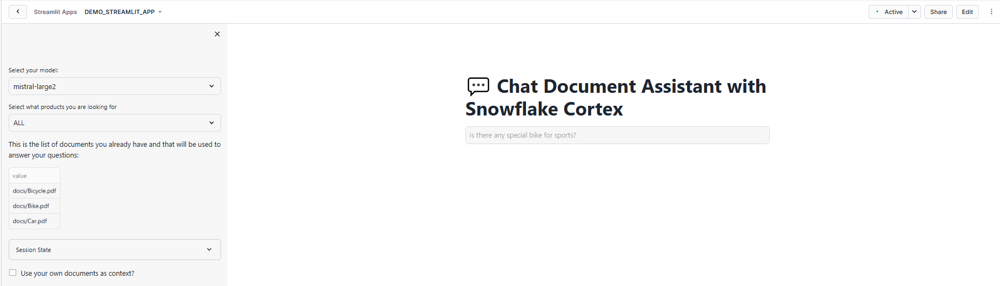 Streamlit Apps DEMO_STREAMLIT_APP
Active Share Edit
Select your model:
mistral-large2
Select what products you are looking for
ALL
This is the list of documents you already have and that will be used to
answer your questions:
value
docs/Bicycle.pdf
docs/Bike.pdf
docs/Car.pdf
Session State
Use your own documents as context?
Chat Document Assistant with
Snowflake Cortex
Is there any special bike for sports?